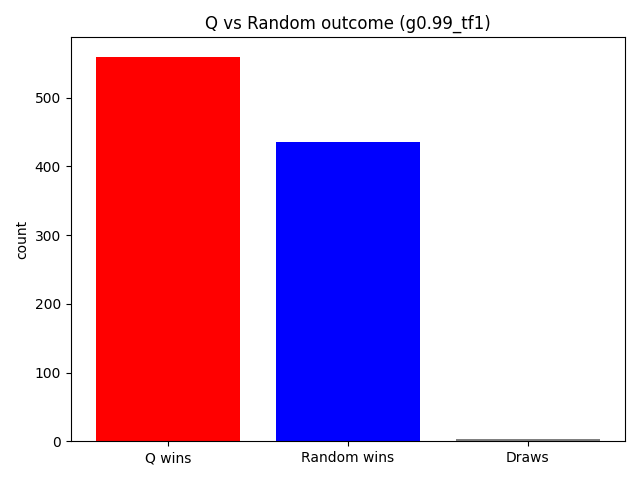 Q vs Random outcome (g0.99_tf1)
count
500
400
300
200
100
0
Q wins
Random wins
Draws